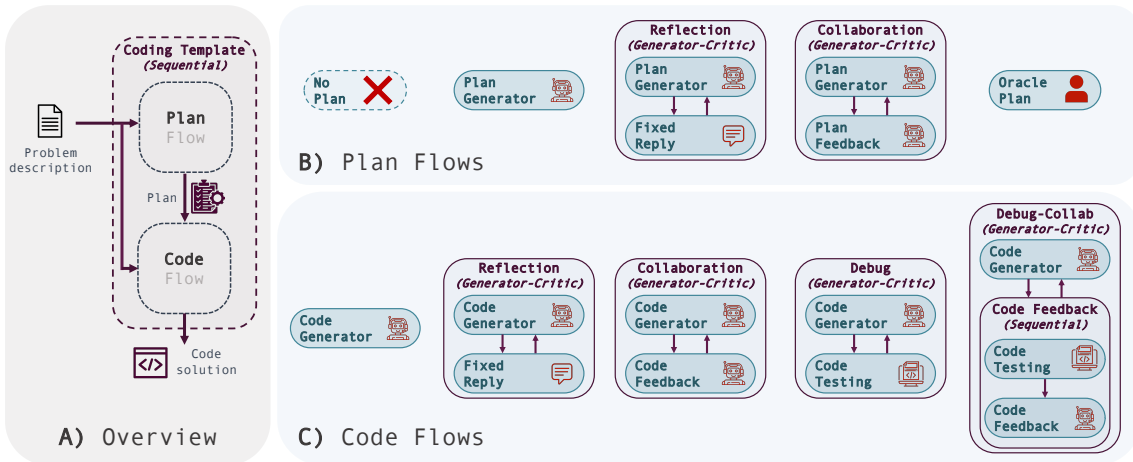 Coding Template
(Sequential)
Problem
description
Plan
Flow
Plan
Code
Flow
Code
solution
A) Overview
No
Plan
Plan
Generator
Reflection
(Generator-Critic)
Plan
Generator
Fixed
Reply
Collaboration
(Generator-Critic)
Plan
Generator
Plan
Feedback
Oracle
Plan
B) Plan Flows
Code
Generator
Reflection
(Generator-Critic)
Code
Generator
Fixed
Reply
Collaboration
(Generator-Critic)
Code
Generator
Code
Feedback
Debug
(Generator-Critic)
Code
Generator
Code
Testing
Debug-Collab
(Generator-Critic)
Code
Generator
Code Feedback
(Sequential)
Code
Testing
Code
Feedback
C) Code Flows